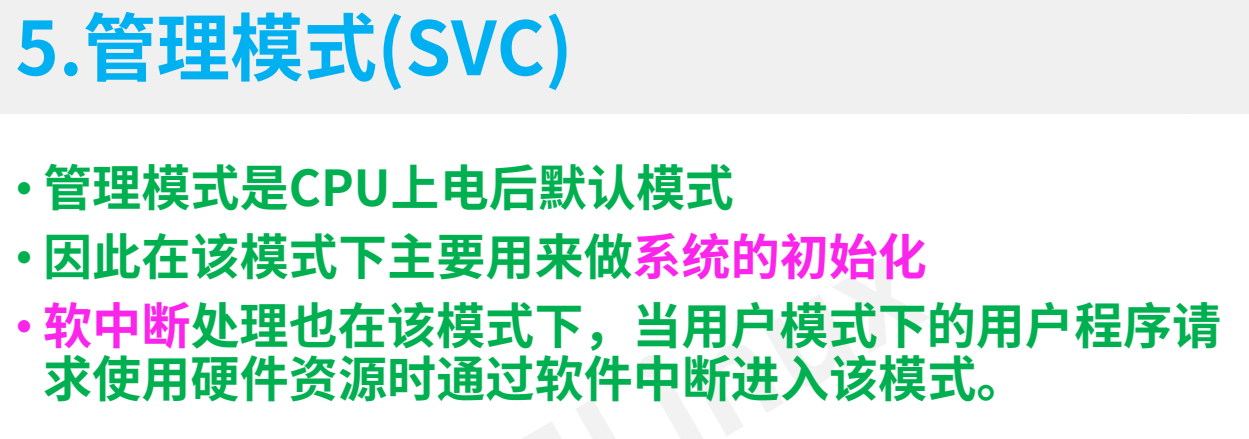 5.管理模式(SVC)
• 管理模式是CPU上电后默认模式
• 因此在该模式下主要用来做系统的初始化
• 软中断处理也在该模式下，当用户模式下的用户程序请
求使用硬件资源时通过软件中断进入该模式。